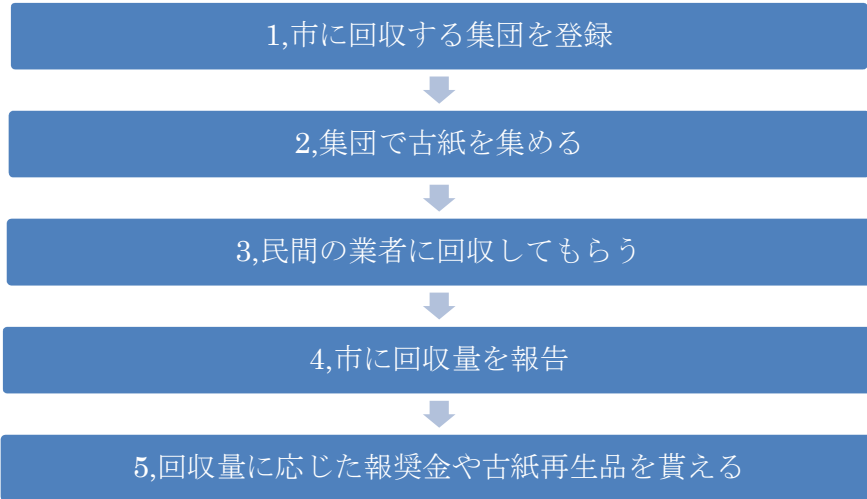 1,市に回収する集団を登録
2,集団で古紙を集める
3,民間の業者に回収してもらう
4,市に回収量を報告
5,回収量に応じた報奨金や古紙再生品を貰える